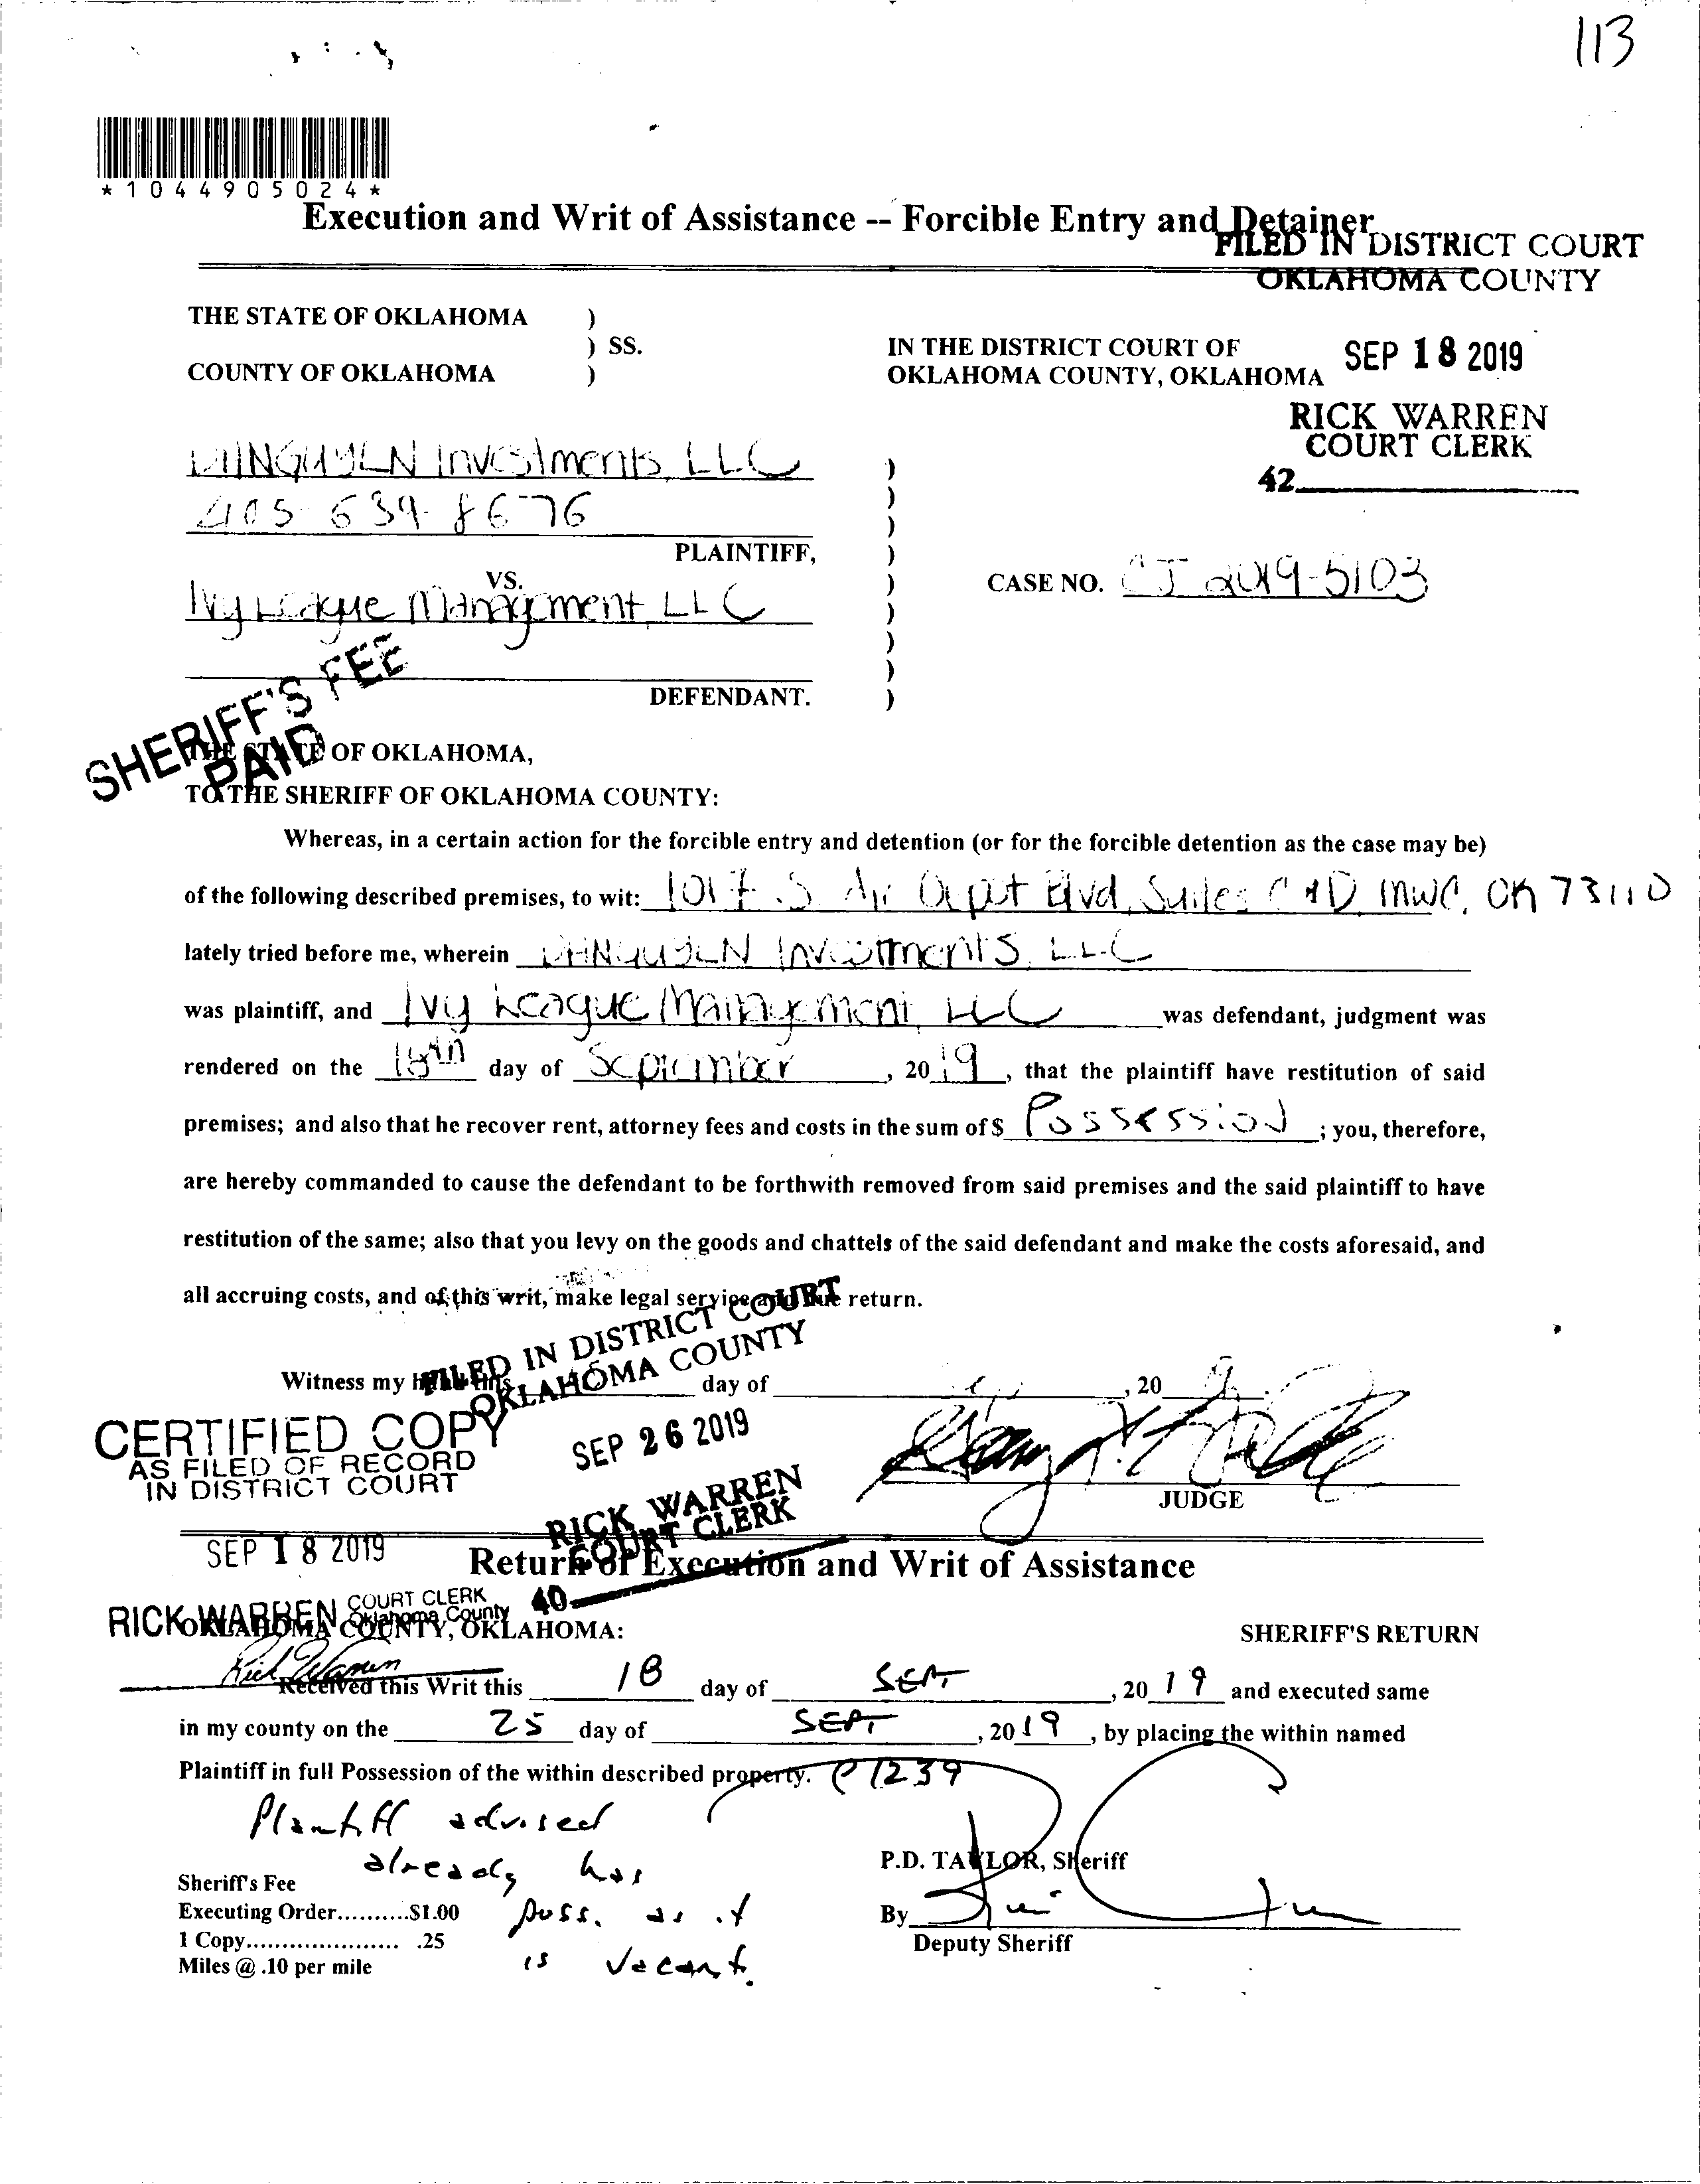 113
*1044905024*
Execution and Writ of Assistance -- Forcible Entry and Detainer
FILED IN DISTRICT COURT
OKLAHOMA COUNTY
THE STATE OF OKLAHOMA )
) SS.
COUNTY OF OKLAHOMA )
IN THE DISTRICT COURT OF
OKLAHOMA COUNTY, OKLAHOMA
SEP 18 2019
RICK WARREN
COURT CLERK
42
Investments, LLC )
405-639-8676 )
PLAINTIFF, )
VS. )
CASE NO. CJ 2019-5103
Ivy League Management, LLC )
DEFENDANT. )
SHERIFF'S FEE
PAID
THE STATE OF OKLAHOMA,
TO THE SHERIFF OF OKLAHOMA COUNTY:
Whereas, in a certain action for the forcible entry and detention (or for the forcible detention as the case may be)
of the following described premises, to wit: 1017 S. Air Depot Blvd, Suites C & D MWC, OK 73110
lately tried before me, wherein Investments, LLC
was plaintiff, and Ivy League Management, LLC was defendant, judgment was
rendered on the 18th day of September, 2019, that the plaintiff have restitution of said
premises; and also that he recover rent, attorney fees and costs in the sum of $ Possession; you, therefore,
are hereby commanded to cause the defendant to be forthwith removed from said premises and the said plaintiff to have
restitution of the same; also that you levy on the goods and chattels of the said defendant and make the costs aforesaid, and
all accruing costs, and of this writ, make legal service and due return.
FILED IN DISTRICT COURT
OKLAHOMA COUNTY
Witness my hand this day of , 20
SEP 26 2019
RICK WARREN
COURT CLERK
40
CERTIFIED COPY
AS FILED OF RECORD
IN DISTRICT COURT
SEP 18 2019
RICK WARREN COURT CLERK
Oklahoma County
Rick Warren
JUDGE
Return of Execution and Writ of Assistance
OKLAHOMA COUNTY, OKLAHOMA:
SHERIFF'S RETURN
Received this Writ this 18 day of SEPT, 2019 and executed same
in my county on the 25 day of SEPT, 2019, by placing the within named
Plaintiff in full Possession of the within described property. @ 1239
Plantiff advised
already has
poss. as it
is vacant.
P.D. TAYLOR, Sheriff
Sheriff's Fee
Executing Order..........$1.00
1 Copy..................... .25
Miles @ .10 per mile
By
Deputy Sheriff